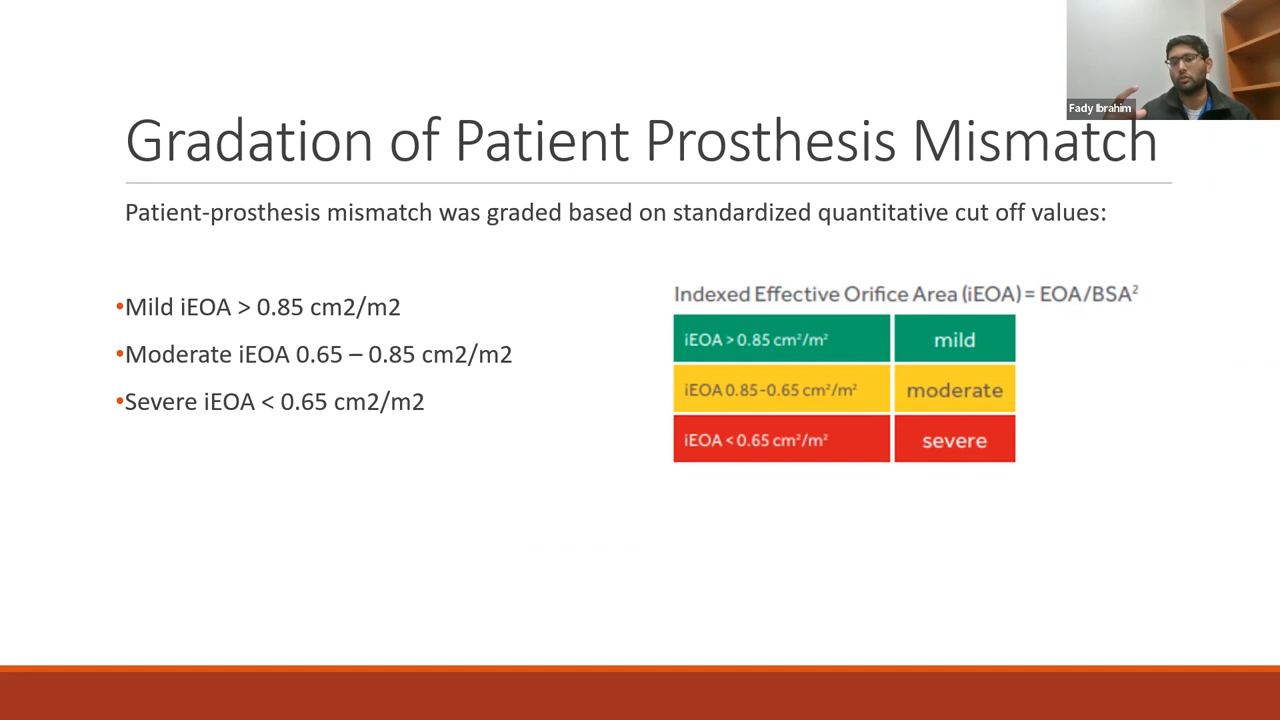 Fady Ibrahim
Gradation of Patient Prosthesis Mismatch
Patient-prosthesis mismatch was graded based on standardized quantitative cut off values:
•Mild iEOA > 0.85 cm2/m2
•Moderate iEOA 0.65 – 0.85 cm2/m2
•Severe iEOA < 0.65 cm2/m2
Indexed Effective Orifice Area (iEOA) = EOA/BSA²
iEOA > 0.85 cm²/m² mild
iEOA 0.85-0.65 cm²/m² moderate
iEOA < 0.65 cm²/m² severe